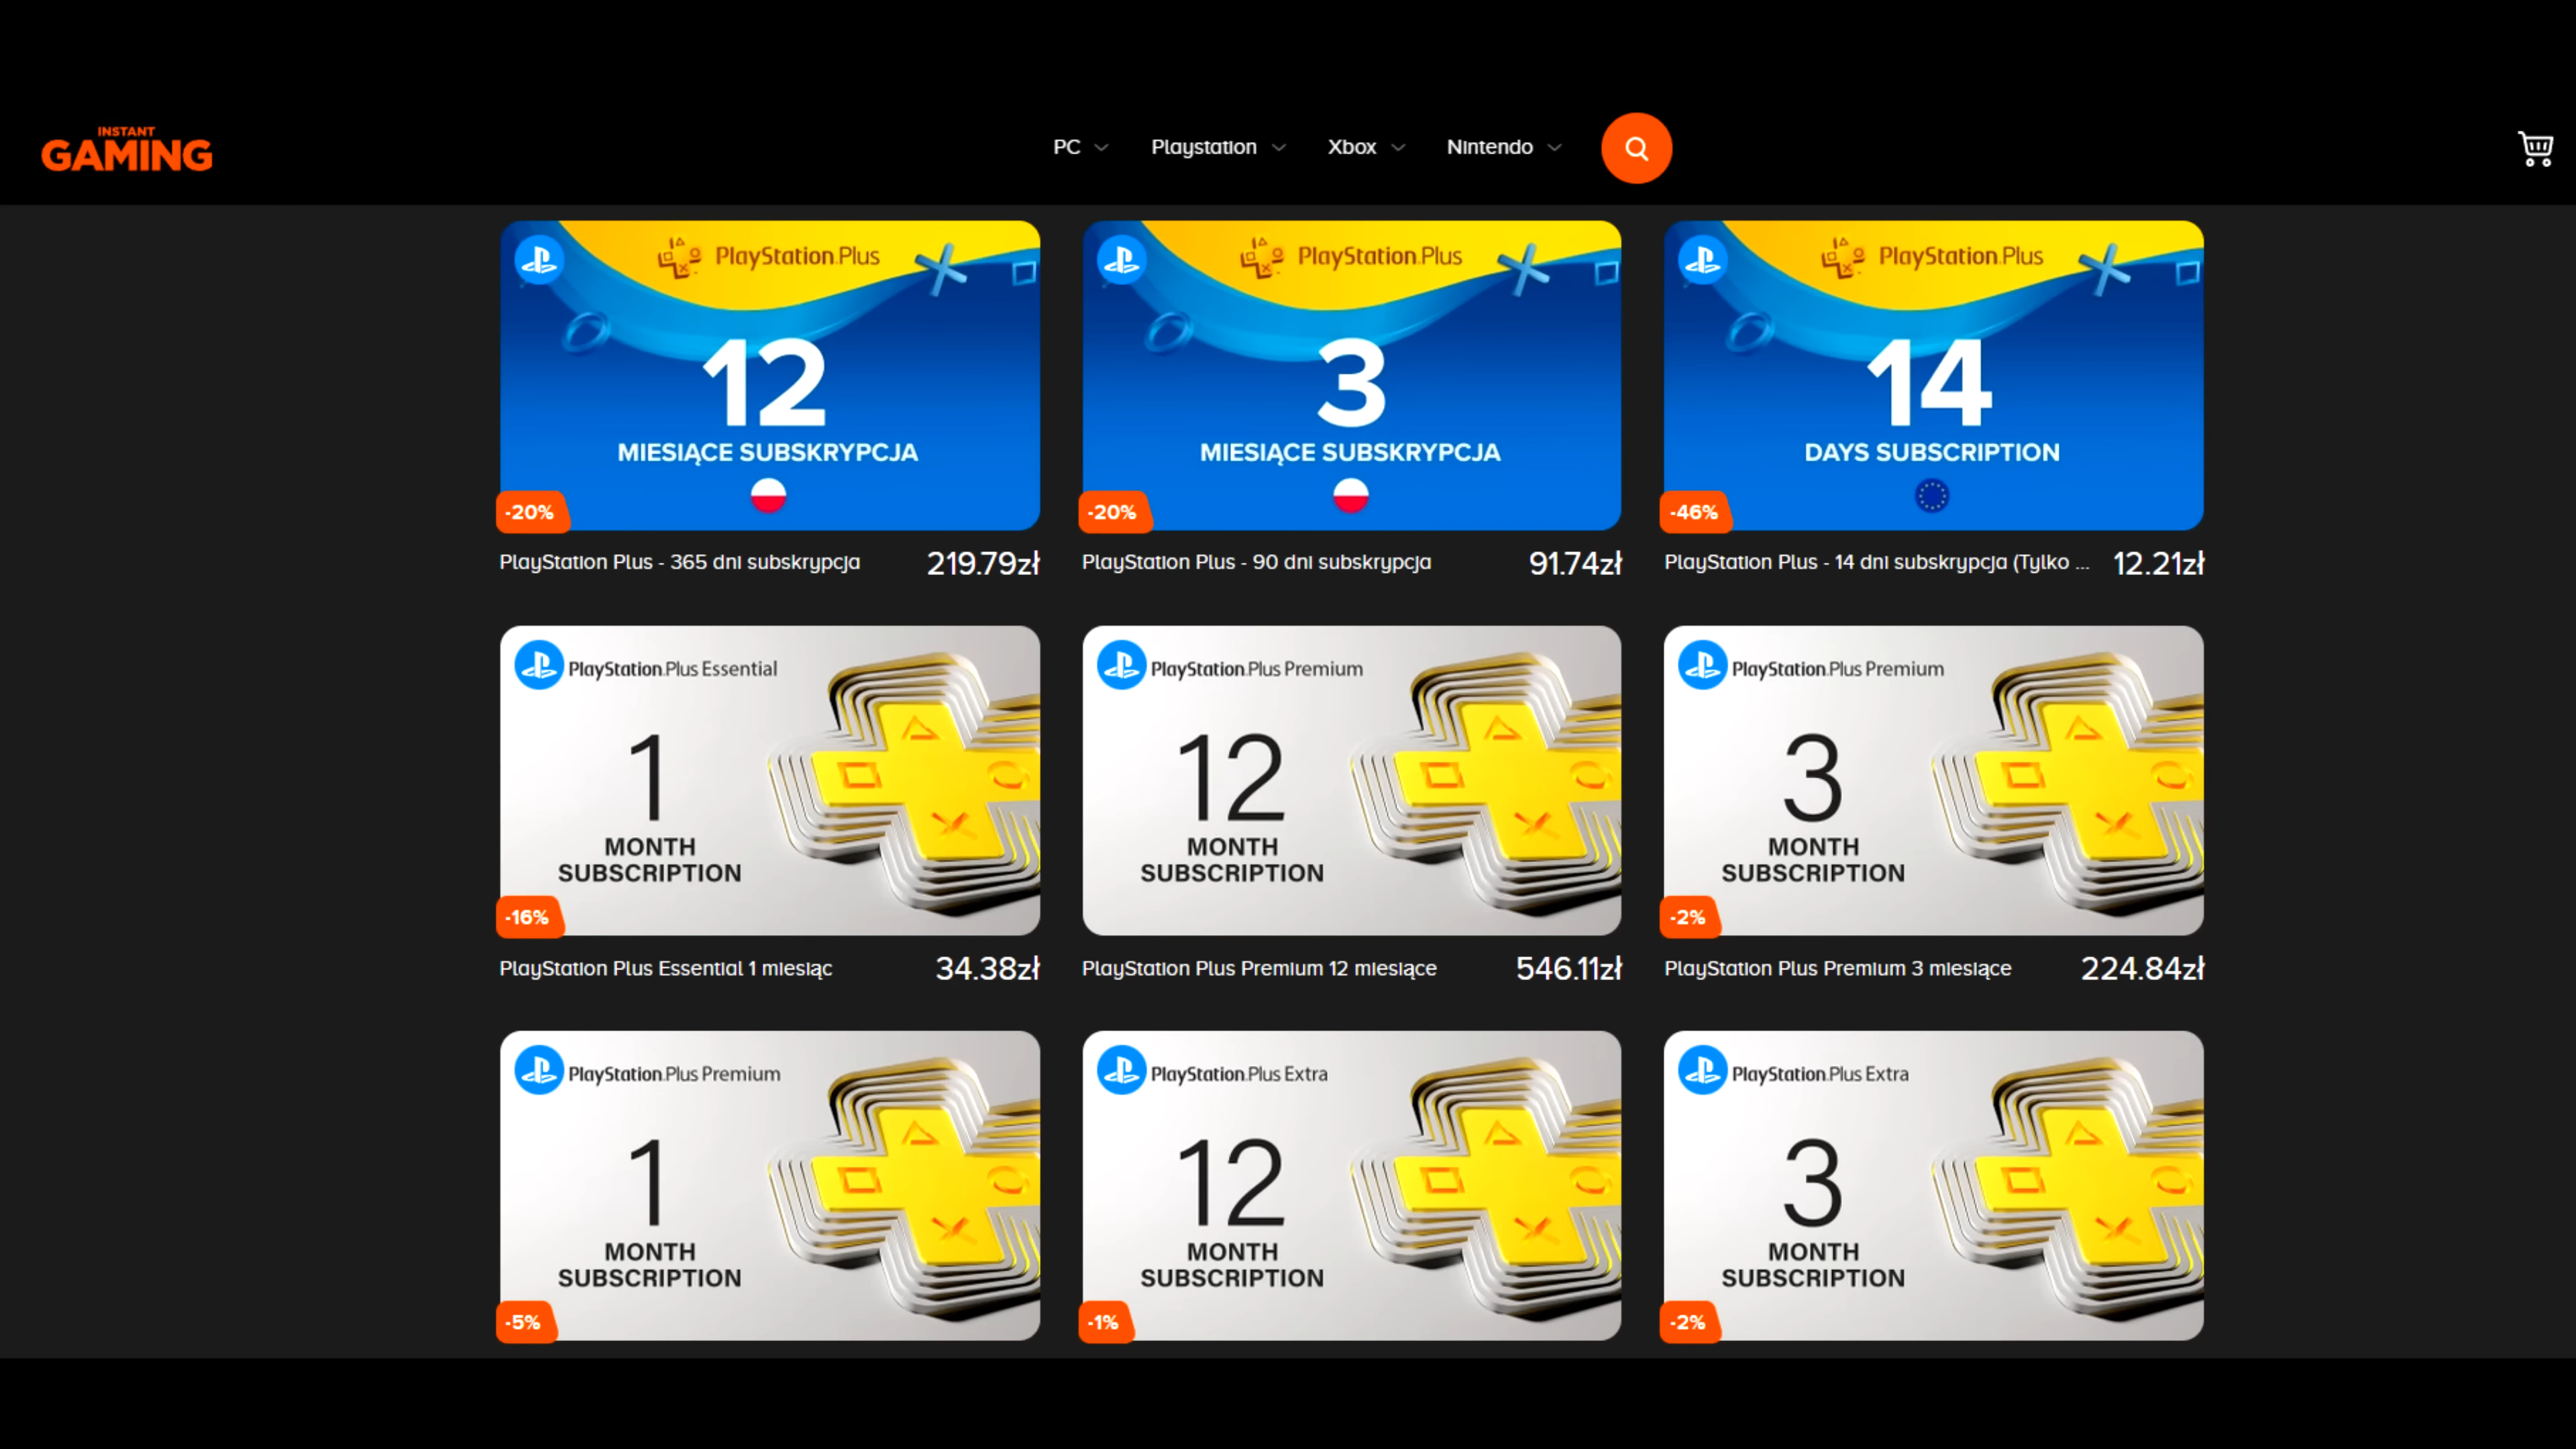 INSTANT
GAMING
PC
Playstation
Xbox
Nintendo
PlayStation Plus
12
MIESIĄCE SUBSKRYPCJA
-20%
PlayStation Plus - 365 dni subskrypcja
219.79zł
PlayStation Plus
3
MIESIĄCE SUBSKRYPCJA
-20%
PlayStation Plus - 90 dni subskrypcja
91.74zł
PlayStation Plus
14
DAYS SUBSCRIPTION
-46%
PlayStation Plus - 14 dni subskrypcja (Tylko ...
12.21zł
PlayStation Plus Essential
1
MONTH
SUBSCRIPTION
-16%
PlayStation Plus Essential 1 miesiąc
34.38zł
PlayStation Plus Premium
12
MONTH
SUBSCRIPTION
PlayStation Plus Premium 12 miesiące
546.11zł
PlayStation Plus Premium
3
MONTH
SUBSCRIPTION
-2%
PlayStation Plus Premium 3 miesiące
224.84zł
PlayStation Plus Premium
1
MONTH
SUBSCRIPTION
-5%
PlayStation Plus Extra
12
MONTH
SUBSCRIPTION
-1%
PlayStation Plus Extra
3
MONTH
SUBSCRIPTION
-2%